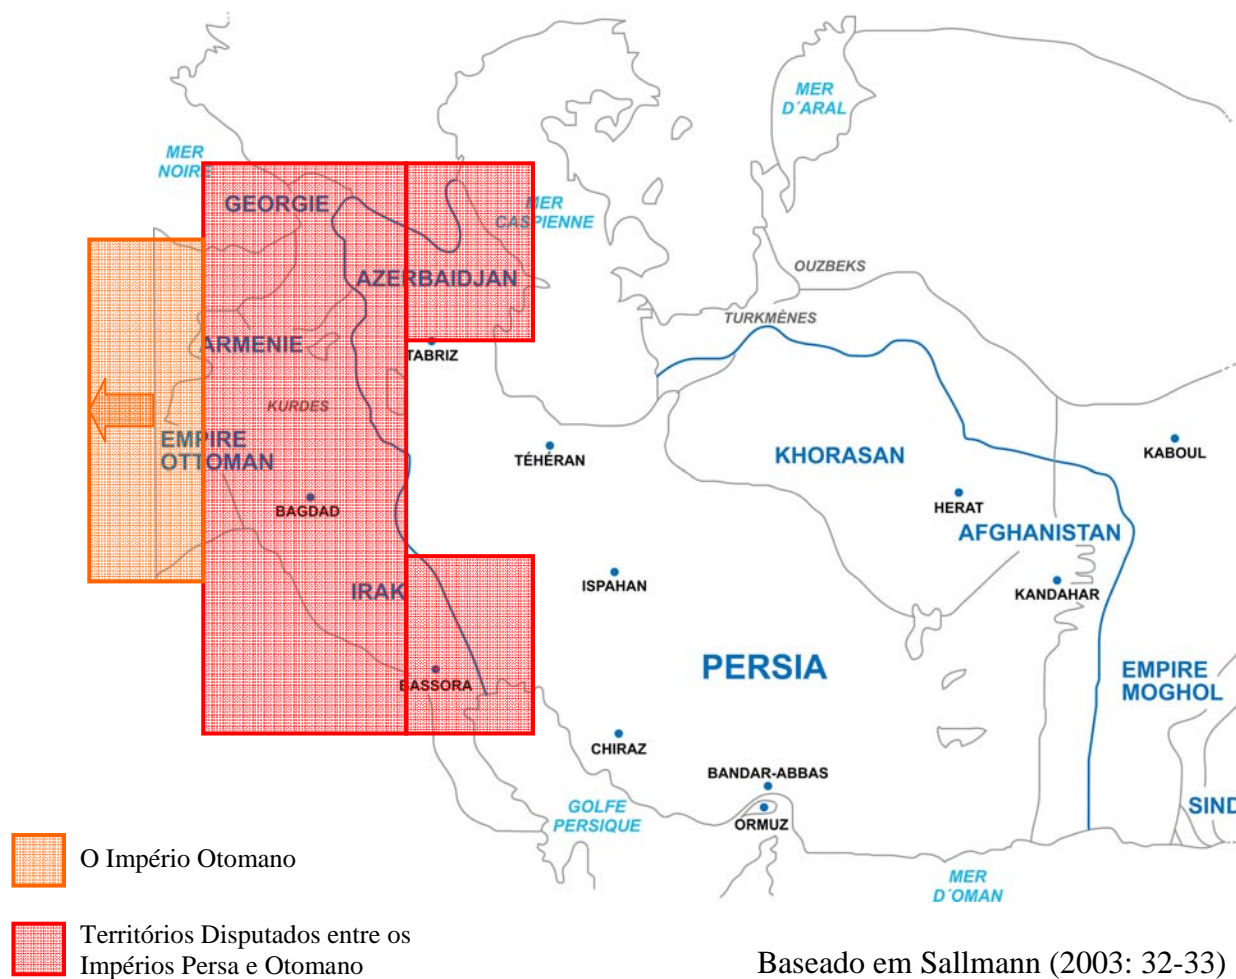 MER
D´ARAL
MER
NOIRE
GEORGIE
MER
CASPIENNE
AZERBAIDJAN
OUZBEKS
TURKMÈNES
ARMENIE
TABRIZ
KURDES
EMPIRE
OTTOMAN
TÉHÉRAN
KHORASAN
KABOUL
BAGDAD
HERAT
AFGHANISTAN
ISPAHAN
IRAK
KANDAHAR
PERSIA
BASSORA
EMPIRE
MOGHOL
CHIRAZ
BANDAR-ABBAS
GOLFE
PERSIQUE
ORMUZ
SIND
MER
D´OMAN
O Império Otomano
Territórios Disputados entre os
Impérios Persa e Otomano
Baseado em Sallmann (2003: 32-33)